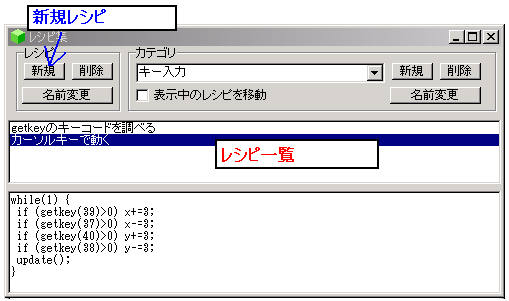 新規レシピ
レシピ集
レシピ
カテゴリ
新規 削除
キー入力
新規 削除
名前変更
表示中のレシピを移動
名前変更
getkeyのキーコードを調べる
カーソルキーで動く
レシピ一覧
while(1) {
if (getkey(39)>0) x+=3;
if (getkey(37)>0) x-=3;
if (getkey(40)>0) y+=3;
if (getkey(38)>0) y-=3;
update();
}